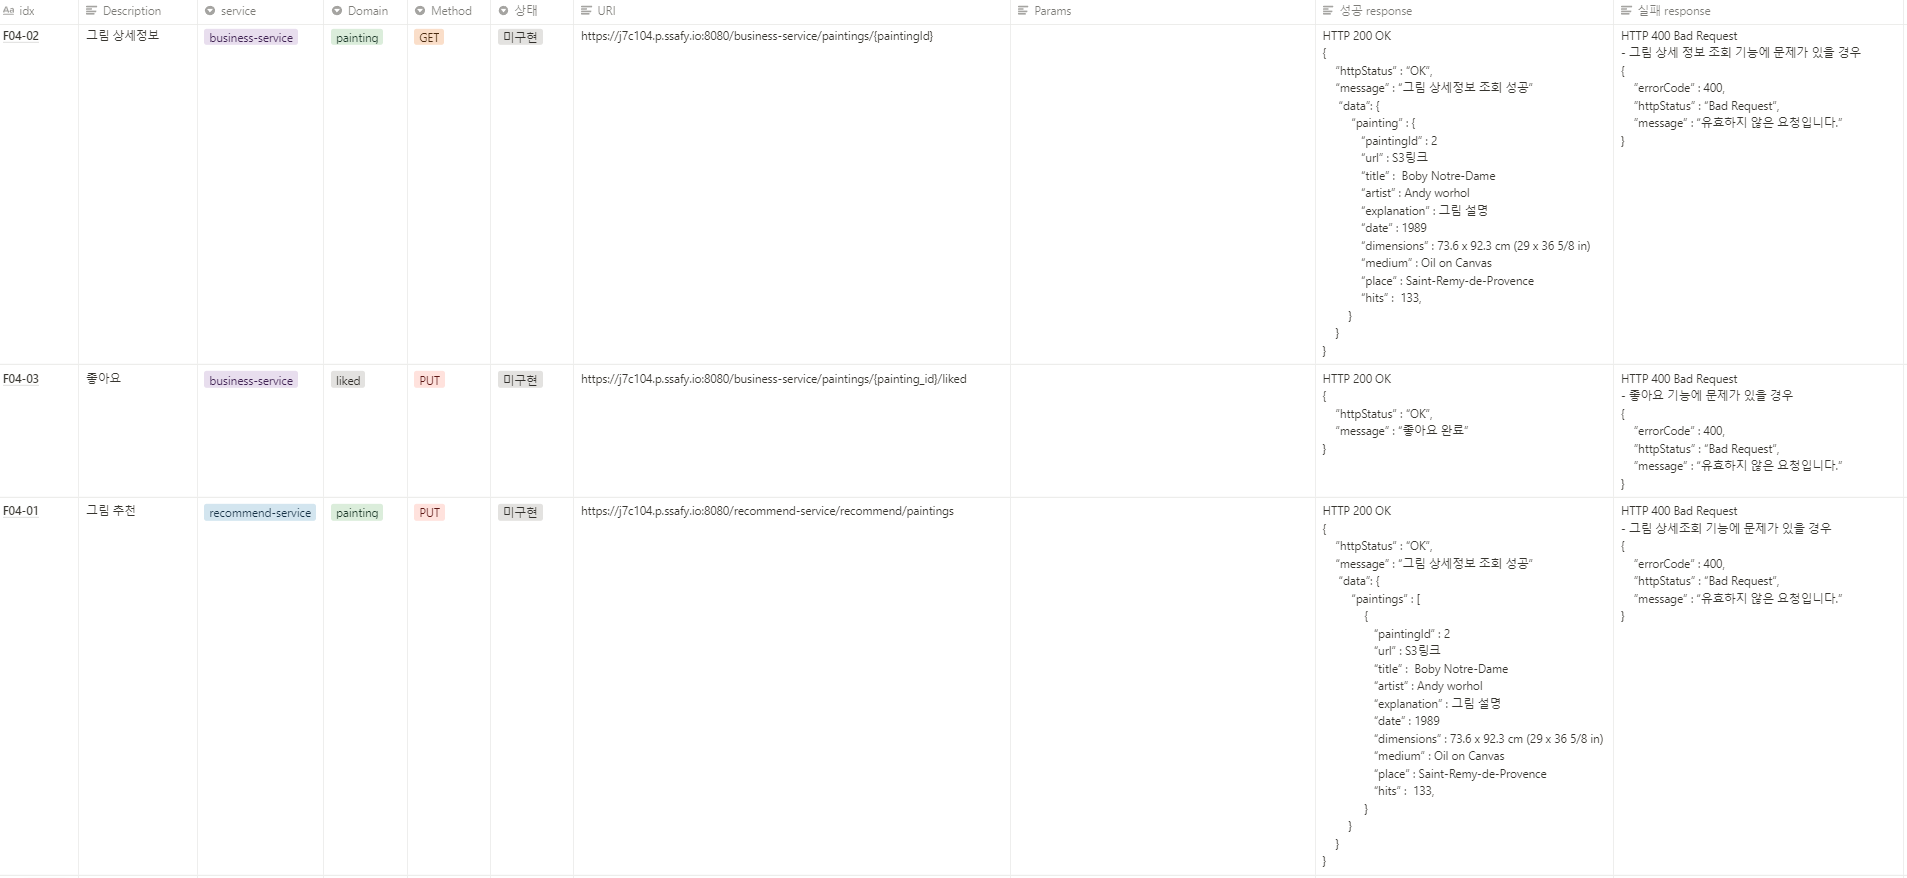 idx Description service Domain Method 상태 URI Params 성공 response 실패 response
F04-02 그림 상세정보 business-service painting GET 미구현 https://j7c104.p.ssafy.io:8080/business-service/paintings/{paintingId}
HTTP 200 OK
{
“httpStatus” : “OK”,
“message” : “그림 상세정보 조회 성공”
“data”: {
“painting” : {
“paintingId” : 2
“url” : S3링크
“title” : Boby Notre-Dame
“artist” : Andy worhol
“explanation” : 그림 설명
“date” : 1989
“dimensions” : 73.6 x 92.3 cm (29 x 36 5/8 in)
“medium” : Oil on Canvas
“place” : Saint-Remy-de-Provence
“hits” : 133,
}
}
}
HTTP 400 Bad Request
- 그림 상세 정보 조회 기능에 문제가 있을 경우
{
“errorCode” : 400,
“httpStatus” : “Bad Request”,
“message” : “유효하지 않은 요청입니다.”
}
F04-03 좋아요 business-service liked PUT 미구현 https://j7c104.p.ssafy.io:8080/business-service/paintings/{painting_id}/liked
HTTP 200 OK
{
“httpStatus” : “OK”,
“message” : “좋아요 완료”
}
HTTP 400 Bad Request
- 좋아요 기능에 문제가 있을 경우
{
“errorCode” : 400,
“httpStatus” : “Bad Request”,
“message” : “유효하지 않은 요청입니다.”
}
F04-01 그림 추천 recommend-service painting PUT 미구현 https://j7c104.p.ssafy.io:8080/recommend-service/recommend/paintings
HTTP 200 OK
{
“httpStatus” : “OK”,
“message” : “그림 상세정보 조회 성공”
“data”: {
“paintings” : [
{
“paintingId” : 2
“url” : S3링크
“title” : Boby Notre-Dame
“artist” : Andy worhol
“explanation” : 그림 설명
“date” : 1989
“dimensions” : 73.6 x 92.3 cm (29 x 36 5/8 in)
“medium” : Oil on Canvas
“place” : Saint-Remy-de-Provence
“hits” : 133,
}
}
}
}
HTTP 400 Bad Request
- 그림 상세조회 기능에 문제가 있을 경우
{
“errorCode” : 400,
“httpStatus” : “Bad Request”,
“message” : “유효하지 않은 요청입니다.”
}